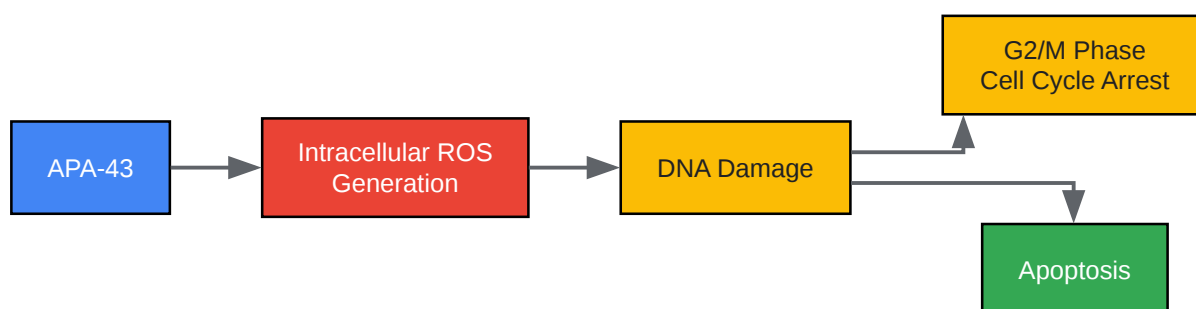 APA-43
Intracellular ROS
Generation
DNA Damage
G2/M Phase
Cell Cycle Arrest
Apoptosis